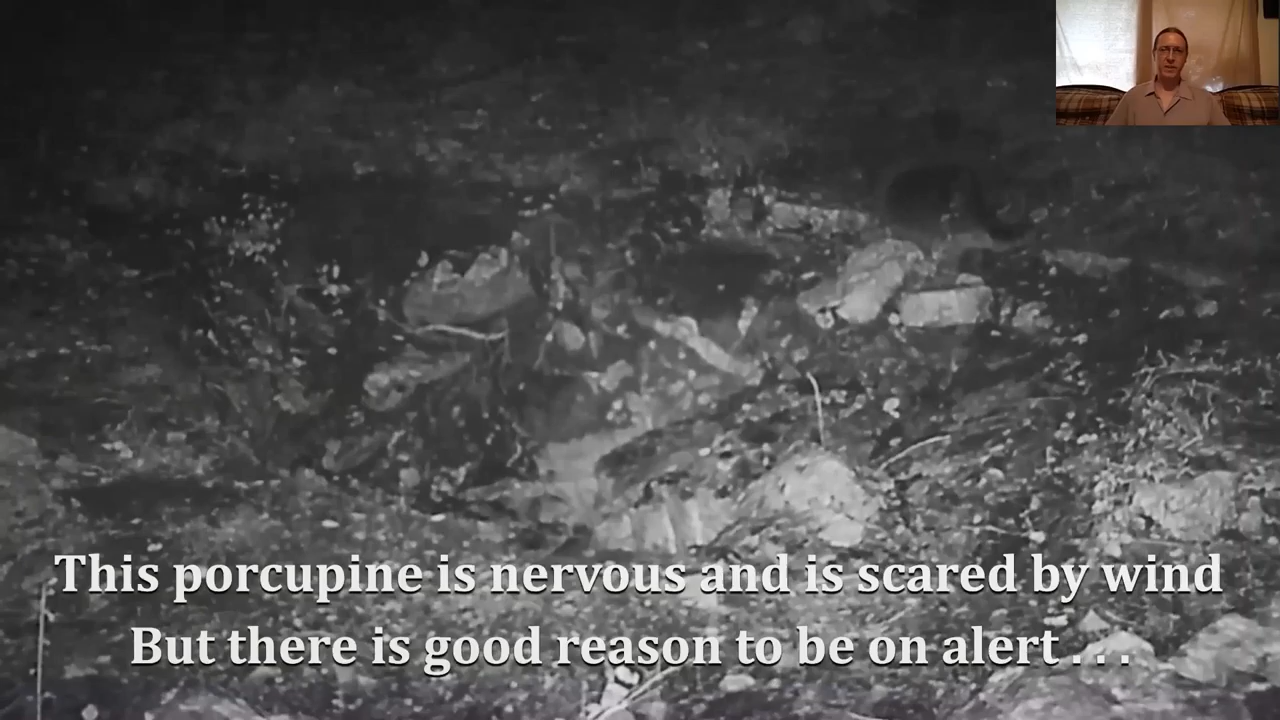 This porcupine is nervous and is scared by wind
But there is good reason to be on alert . . .